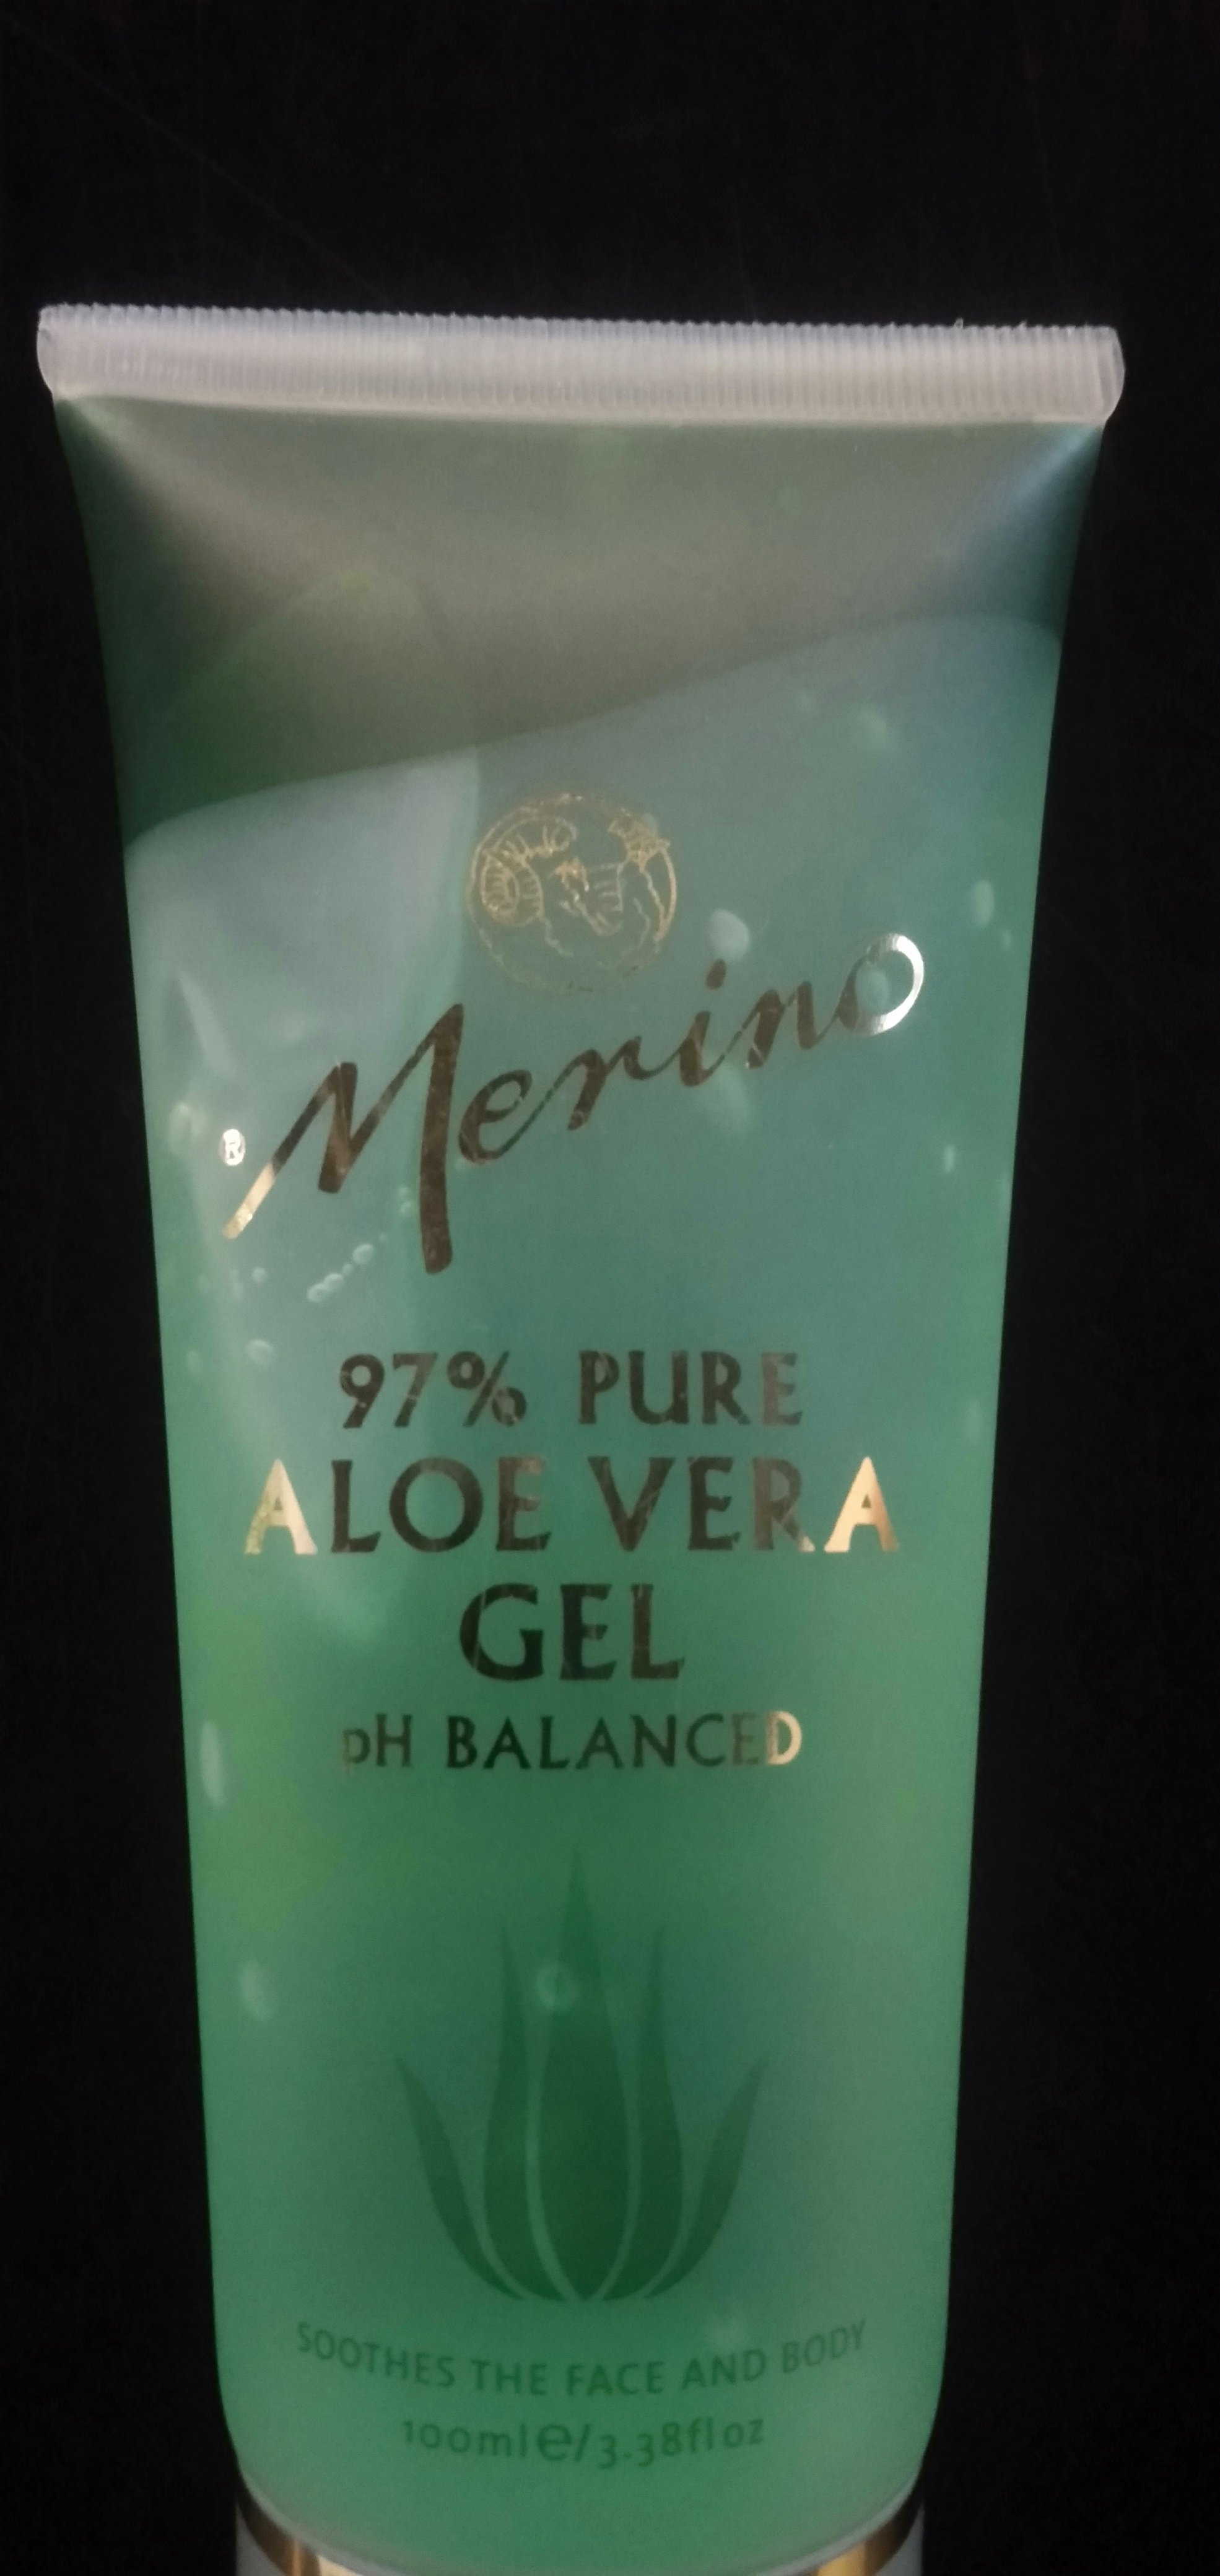 Merino
®
97% PURE
ALOE VERA
GEL
pH BALANCED
SOOTHES THE FACE AND BODY
100ml e/3.38fl oz